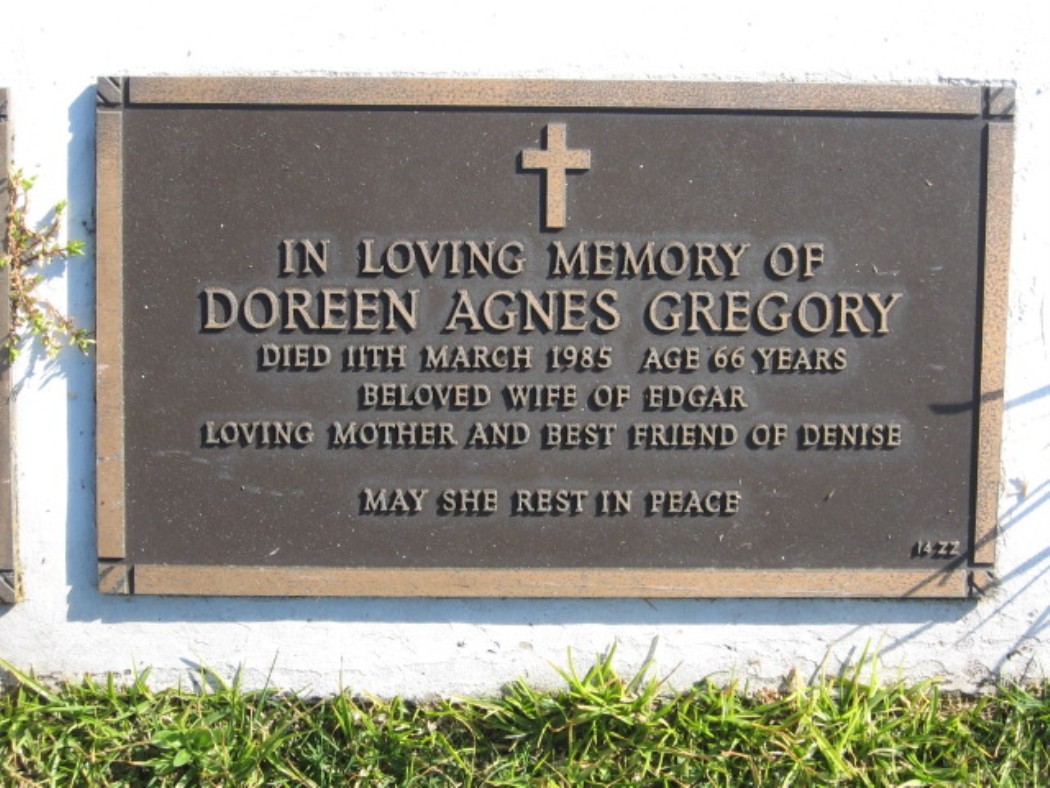 IN LOVING MEMORY OF
DOREEN AGNES GREGORY
DIED 11TH MARCH 1985 AGE 66 YEARS
BELOVED WIFE OF EDGAR
LOVING MOTHER AND BEST FRIEND OF DENISE
MAY SHE REST IN PEACE